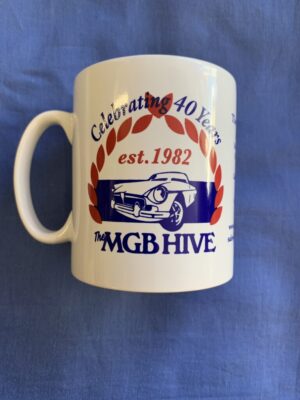 Celebrating 40 Years
est. 1982
The MGB HIVE